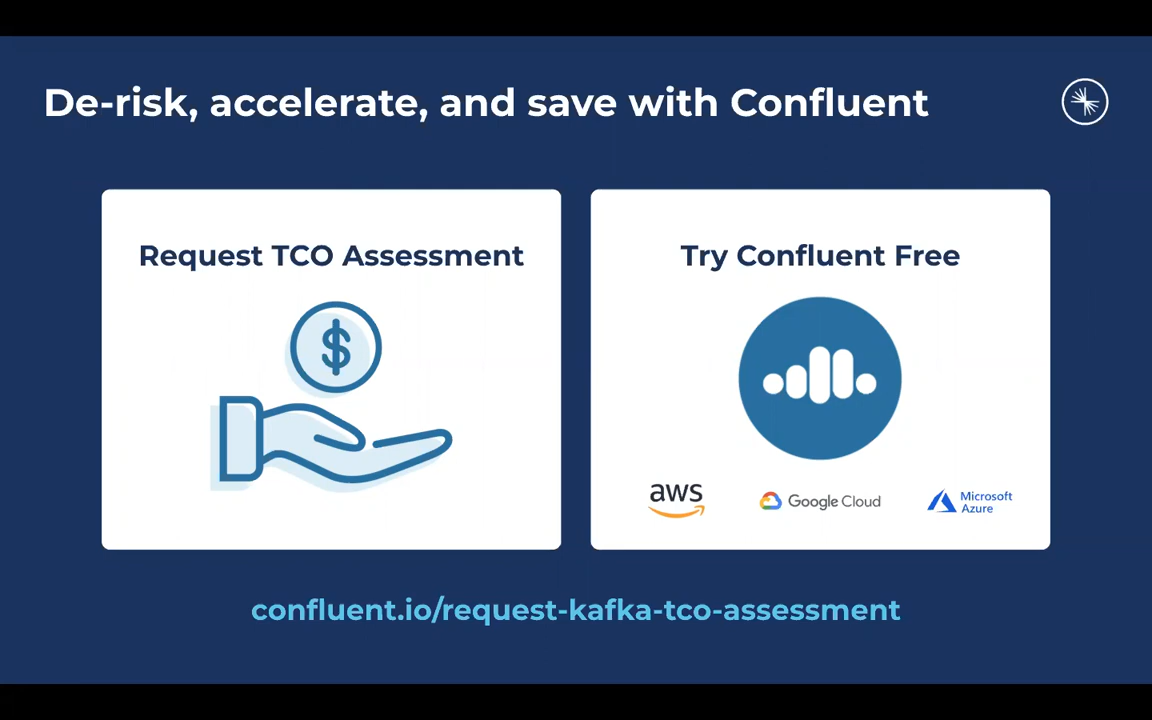 De-risk, accelerate, and save with Confluent
Request TCO Assessment
$
Try Confluent Free
aws
Google Cloud
Microsoft
Azure
confluent.io/request-kafka-tco-assessment